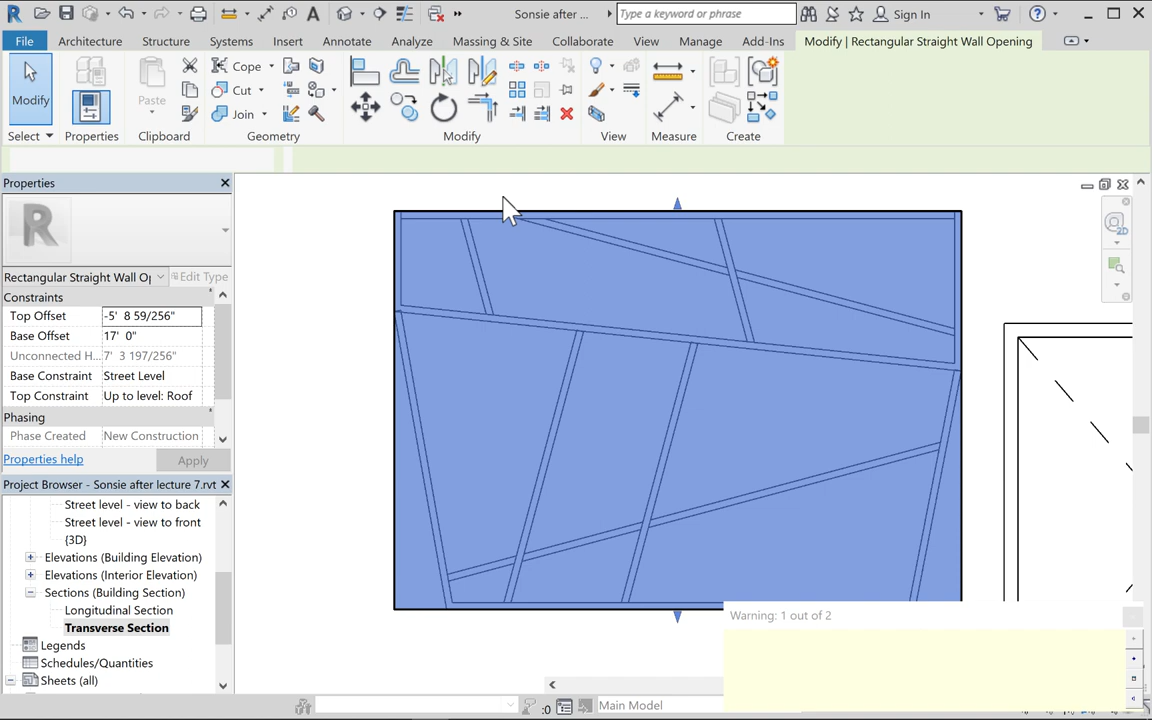 Sonsie after ...
Type a keyword or phrase
Sign In
File
Architecture
Structure
Systems
Insert
Annotate
Analyze
Massing & Site
Collaborate
View
Manage
Add-Ins
Modify | Rectangular Straight Wall Opening
Modify
Paste
Cope
Cut
Join
Select
Properties
Clipboard
Geometry
Modify
View
Measure
Create
Properties
Rectangular Straight Wall Op
Edit Type
Constraints
Top Offset -5' 8 59/256"
Base Offset 17' 0"
Unconnected H... 7' 3 197/256"
Base Constraint Street Level
Top Constraint Up to level: Roof
Phasing
Phase Created New Construction
Properties help
Apply
Project Browser - Sonsie after lecture 7.rvt
Street level - view to back
Street level - view to front
{3D}
Elevations (Building Elevation)
Elevations (Interior Elevation)
Sections (Building Section)
Longitudinal Section
Transverse Section
Legends
Schedules/Quantities
Sheets (all)
2D
Warning: 1 out of 2
:0
Main Model